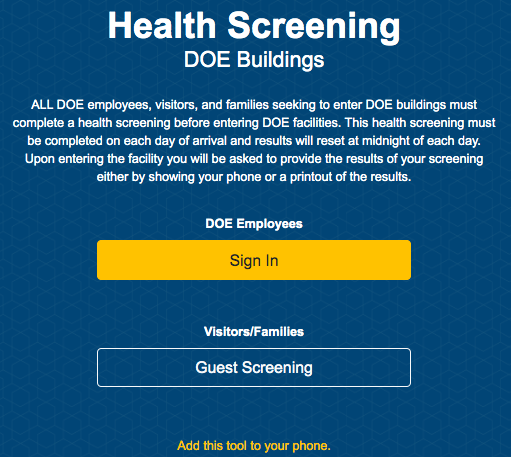 Health Screening
DOE Buildings
ALL DOE employees, visitors, and families seeking to enter DOE buildings must
complete a health screening before entering DOE facilities. This health screening must
be completed on each day of arrival and results will reset at midnight of each day.
Upon entering the facility you will be asked to provide the results of your screening
either by showing your phone or a printout of the results.
DOE Employees
Sign In
Visitors/Families
Guest Screening
Add this tool to your phone.